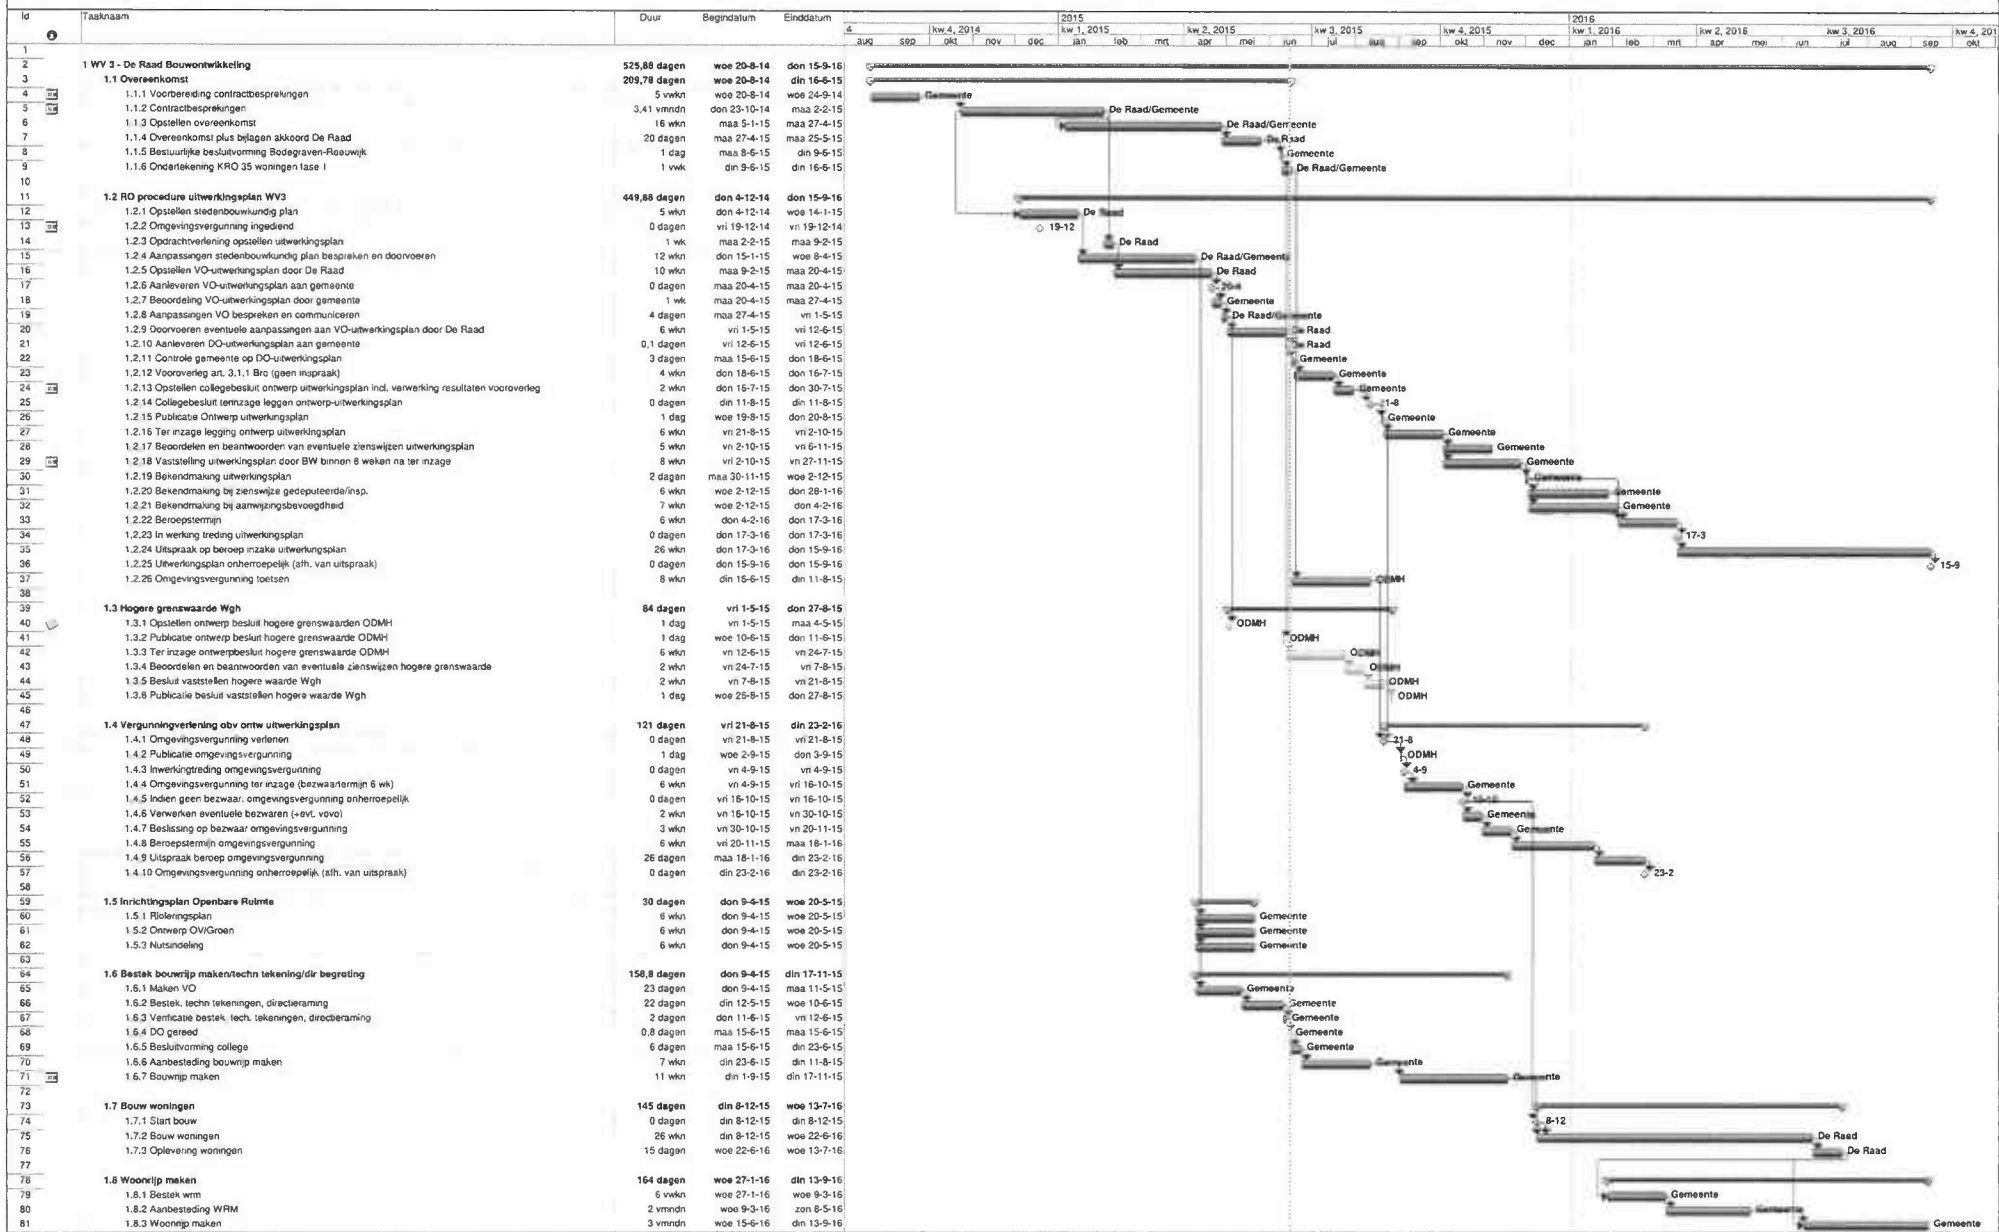 Id Taaknaam Duur Begindatum Einddatum 2015 2016
4 kw 4, 2014 kw 1, 2015 kw 2, 2015 kw 3, 2015 kw 4, 2015 kw 1, 2016 kw 2, 2016 kw 3, 2016 kw 4, 201
aug sep okt nov dec jan feb mrt apr mei jun jul aug sep okt nov dec jan feb mrt apr mei jun jul aug sep okt
1
2 1 WV 3 - De Raad Bouwontwikkeling 525,88 dagen woe 20-8-14 don 15-9-16
3 1.1 Overeenkomst 209,78 dagen woe 20-8-14 din 16-6-15
4 1.1.1 Voorbereiding contractbesprekingen 5 vwkn woe 20-8-14 woe 24-9-14 Gemeente
5 1.1.2 Contractbesprekingen 3,41 vmndn don 23-10-14 maa 2-2-15 De Raad/Gemeente
6 1.1.3 Opstellen overeenkomst 16 wkn maa 5-1-15 maa 27-4-15 De Raad/Gemeente
7 1.1.4 Overeenkomst plus bijlagen akkoord De Raad 20 dagen maa 27-4-15 maa 25-5-15 De Raad
8 1.1.5 Bestuurlijke besluitvorming Bodegraven-Reeuwijk 1 dag maa 8-6-15 din 9-6-15 Gemeente
9 1.1.6 Ondertekening KRO 35 woningen fase I 1 vwk din 9-6-15 din 16-6-15 De Raad/Gemeente
10
11 1.2 RO procedure uitwerkingsplan WV3 449,88 dagen don 4-12-14 don 15-9-16
12 1.2.1 Opstellen stedenbouwkundig plan 5 wkn don 4-12-14 woe 14-1-15 De Raad
13 1.2.2 Omgevingsvergunning ingediend 0 dagen vri 19-12-14 vri 19-12-14 19-12
14 1.2.3 Opdrachtverlening opstellen uitwerkingsplan 1 wk maa 2-2-15 maa 9-2-15 De Raad
15 1.2.4 Aanpassingen stedenbouwkundig plan bespreken en doorvoeren 12 wkn don 15-1-15 woe 8-4-15 De Raad/Gemeente
16 1.2.5 Opstellen VO-uitwerkingsplan door De Raad 10 wkn maa 9-2-15 maa 20-4-15 De Raad
17 1.2.6 Aanleveren VO-uitwerkingsplan aan gemeente 0 dagen maa 20-4-15 maa 20-4-15 20-4
18 1.2.7 Beoordeling VO-uitwerkingsplan door gemeente 1 wk maa 20-4-15 maa 27-4-15 Gemeente
19 1.2.8 Aanpassingen VO bespreken en communiceren 4 dagen maa 27-4-15 vri 1-5-15 De Raad/Gemeente
20 1.2.9 Doorvoeren eventuele aanpassingen aan VO-uitwerkingsplan door De Raad 6 wkn vri 1-5-15 vri 12-6-15 De Raad
21 1.2.10 Aanleveren DO-uitwerkingsplan aan gemeente 0,1 dagen vri 12-6-15 vri 12-6-15 De Raad
22 1.2.11 Controle gemeente op DO-uitwerkingsplan 3 dagen maa 15-6-15 don 18-6-15 Gemeente
23 1.2.12 Vooroverleg art. 3,1,1 Bro (geen inspraak) 4 wkn don 18-6-15 don 16-7-15 Gemeente
24 1.2.13 Opstellen collegebesluit ontwerp uitwerkingsplan incl. verwerking resultaten vooroverleg 2 wkn don 16-7-15 don 30-7-15 Gemeente
25 1.2.14 Collegebesluit terinzage leggen ontwerp-uitwerkingsplan 0 dagen din 11-8-15 din 11-8-15 11-8
26 1.2.15 Publicatie Ontwerp uitwerkingsplan 1 dag woe 19-8-15 don 20-8-15 Gemeente
27 1.2.16 Ter inzage legging ontwerp uitwerkingsplan 6 wkn vri 21-8-15 vri 2-10-15 Gemeente
28 1.2.17 Beoordelen en beantwoorden van eventuele zienswijzen uitwerkingsplan 5 wkn vri 2-10-15 vri 6-11-15 Gemeente
29 1.2.18 Vaststelling uitwerkingsplan door BW binnen 8 weken na ter inzage 8 wkn vri 2-10-15 vri 27-11-15 Gemeente
30 1.2.19 Bekendmaking uitwerkingsplan 2 dagen maa 30-11-15 woe 2-12-15 Gemeente
31 1.2.20 Bekendmaking bij zienswijze gedeputeerde/insp. 6 wkn woe 2-12-15 don 28-1-16 Gemeente
32 1.2.21 Bekendmaking bij aanwijzingsbevoegdheid 7 wkn woe 2-12-15 don 4-2-16 Gemeente
33 1.2.22 Beroepstermijn 6 wkn don 4-2-16 don 17-3-16
34 1.2.23 In werking treding uitwerkingsplan 0 dagen don 17-3-16 don 17-3-16 17-3
35 1.2.24 Uitspraak op beroep inzake uitwerkingsplan 26 wkn don 17-3-16 don 15-9-16
36 1.2.25 Uitwerkingsplan onherroepelijk (afh. van uitspraak) 0 dagen don 15-9-16 don 15-9-16 15-9
37 1.2.26 Omgevingsvergunning toetsen 8 wkn din 16-6-15 din 11-8-15 ODMH
38
39 1.3 Hogere grenswaarde Wgh 84 dagen vri 1-5-15 don 27-8-15
40 1.3.1 Opstellen ontwerp besluit hogere grenswaarden ODMH 1 dag vri 1-5-15 maa 4-5-15 ODMH
41 1.3.2 Publicatie ontwerp besluit hogere grenswaarde ODMH 1 dag woe 10-6-15 don 11-6-15 ODMH
42 1.3.3 Ter inzage ontwerpbesluit hogere grenswaarde ODMH 6 wkn vri 12-6-15 vri 24-7-15 ODMH
43 1.3.4 Beoordelen en beantwoorden van eventuele zienswijzen hogere grenswaarde 2 wkn vri 24-7-15 vri 7-8-15 ODMH
44 1.3.5 Besluit vaststellen hogere waarde Wgh 2 wkn vri 7-8-15 vri 21-8-15 ODMH
45 1.3.6 Publicatie besluit vaststellen hogere waarde Wgh 1 dag woe 26-8-15 don 27-8-15 ODMH
46
47 1.4 Vergunningverlening obv ontw uitwerkingsplan 121 dagen vri 21-8-15 din 23-2-16
48 1.4.1 Omgevingsvergunning verlenen 0 dagen vri 21-8-15 vri 21-8-15 21-8
49 1.4.2 Publicatie omgevingsvergunning 1 dag woe 2-9-15 don 3-9-15 ODMH
50 1.4.3 Inwerkingtreding omgevingsvergunning 0 dagen vri 4-9-15 vri 4-9-15 4-9
51 1.4.4 Omgevingsvergunning ter inzage (bezwaartermijn 6 wk) 6 wkn vri 4-9-15 vri 16-10-15 Gemeente
52 1.4.5 Indien geen bezwaar, omgevingsvergunning onherroepelijk 0 dagen vri 16-10-15 vri 16-10-15 16-10
53 1.4.6 Verwerken eventuele bezwaren (+evt. vovo) 2 wkn vri 16-10-15 vri 30-10-15 Gemeente
54 1.4.7 Beslissing op bezwaar omgevingsvergunning 3 wkn vri 30-10-15 vri 20-11-15 Gemeente
55 1.4.8 Beroepstermijn omgevingsvergunning 6 wkn vri 20-11-15 maa 18-1-16
56 1.4.9 Uitspraak beroep omgevingsvergunning 26 dagen maa 18-1-16 din 23-2-16
57 1.4.10 Omgevingsvergunning onherroepelijk (afh. van uitspraak) 0 dagen din 23-2-16 din 23-2-16 23-2
58
59 1.5 Inrichtingsplan Openbare Ruimte 30 dagen don 9-4-15 woe 20-5-15
60 1.5.1 Rioleringsplan 6 wkn don 9-4-15 woe 20-5-15 Gemeente
61 1.5.2 Ontwerp OV/Groen 6 wkn don 9-4-15 woe 20-5-15 Gemeente
62 1.5.3 Nutsindeling 6 wkn don 9-4-15 woe 20-5-15 Gemeente
63
64 1.6 Bestek bouwrijp maken/techn tekening/dir begroting 158,8 dagen don 9-4-15 din 17-11-15
65 1.6.1 Maken VO 23 dagen don 9-4-15 maa 11-5-15 Gemeente
66 1.6.2 Bestek, techn tekeningen, directieraming 22 dagen din 12-5-15 woe 10-6-15 Gemeente
67 1.6.3 Verificatie bestek, tech. tekeningen, directieraming 2 dagen don 11-6-15 vri 12-6-15 Gemeente
68 1.6.4 DO gereed 0,8 dagen maa 15-6-15 maa 15-6-15 Gemeente
69 1.6.5 Besluitvorming college 6 dagen maa 15-6-15 din 23-6-15 Gemeente
70 1.6.6 Aanbesteding bouwrijp maken 7 wkn din 23-6-15 din 11-8-15 Gemeente
71 1.6.7 Bouwrijp maken 11 wkn din 1-9-15 din 17-11-15 Gemeente
72
73 1.7 Bouw woningen 145 dagen din 8-12-15 woe 13-7-16
74 1.7.1 Start bouw 0 dagen din 8-12-15 din 8-12-15 8-12
75 1.7.2 Bouw woningen 26 wkn din 8-12-15 woe 22-6-16 De Raad
76 1.7.3 Oplevering woningen 15 dagen woe 22-6-16 woe 13-7-16 De Raad
77
78 1.8 Woonrijp maken 164 dagen woe 27-1-16 din 13-9-16
79 1.8.1 Bestek wrm 6 vwkn woe 27-1-16 woe 9-3-16 Gemeente
80 1.8.2 Aanbesteding WRM 2 vmndn woe 9-3-16 zon 8-5-16 Gemeente
81 1.8.3 Woonrijp maken 3 vmndn woe 15-6-16 din 13-9-16 Gemeente